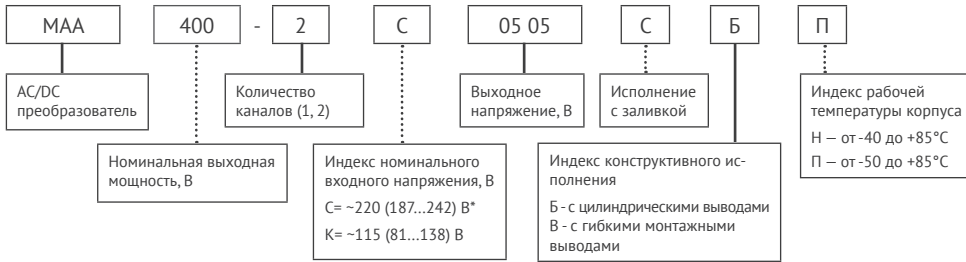 МАА 400 - 2 С 05 05 С Б П
AC/DC
преобразователь
Количество
каналов (1, 2)
Выходное
напряжение, В
Исполнение
с заливкой
Индекс рабочей
температуры корпуса
Н — от -40 до +85°C
П — от -50 до +85°C
Номинальная выходная
мощность, В
Индекс номинального
входного напряжения, В
С= ~220 (187...242) В*
К= ~115 (81...138) В
Индекс конструктивного ис-
полнения
Б - с цилиндрическими выводами
В - с гибкими монтажными
выводами